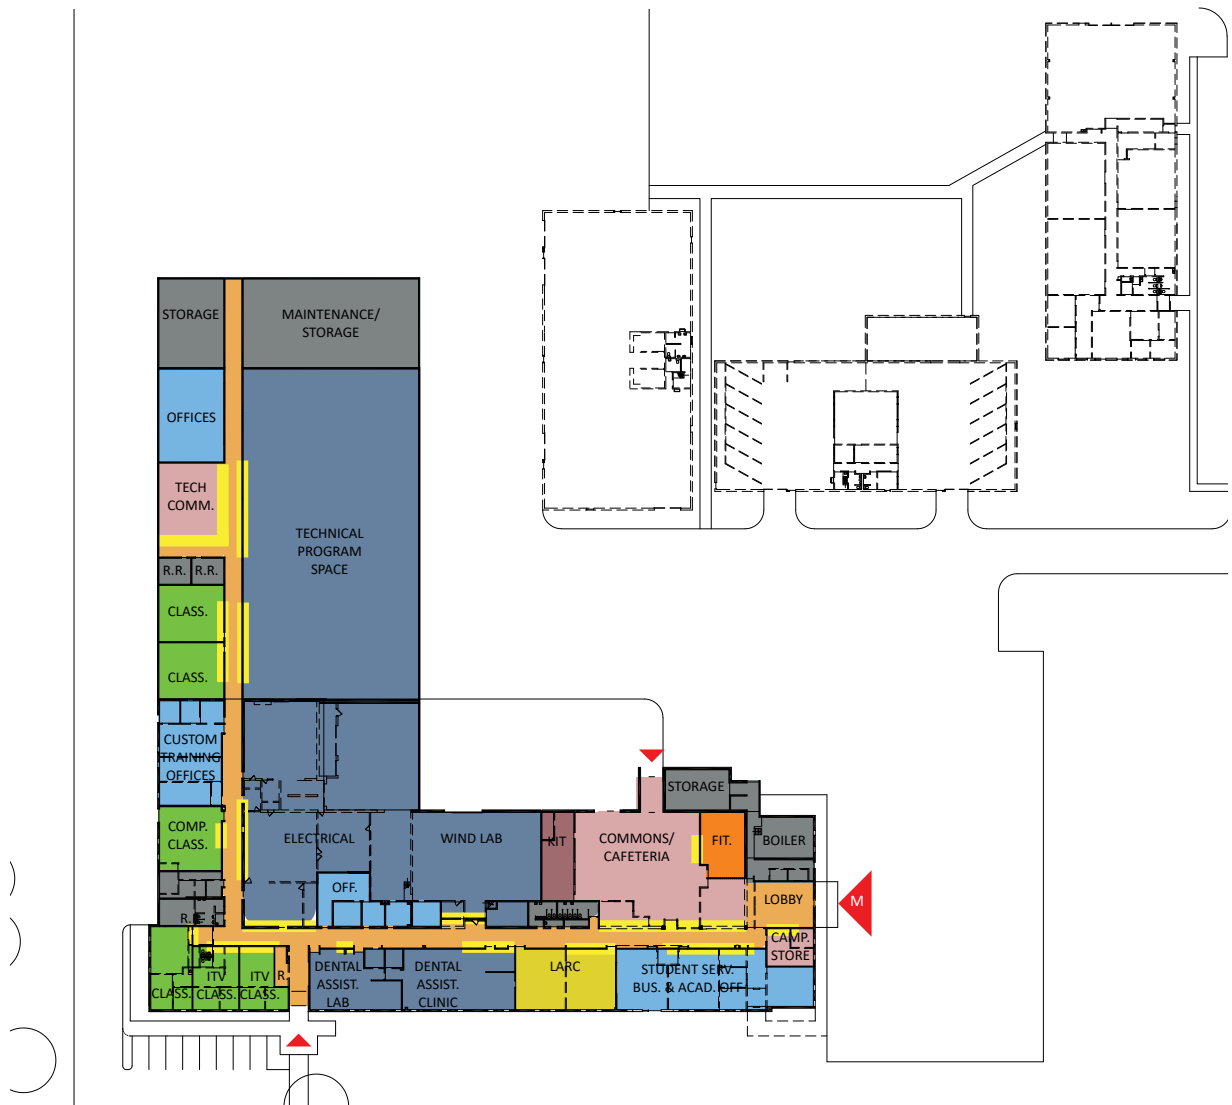 STORAGE
MAINTENANCE/
STORAGE
OFFICES
TECH
COMM.
TECHNICAL
PROGRAM
SPACE
R.R.
R.R.
CLASS.
CLASS.
CUSTOM
TRAINING
OFFICES
STORAGE
COMP.
CLASS.
ELECTRICAL
WIND LAB
KIT
COMMONS/
CAFETERIA
FIT.
BOILER
OFF.
LOBBY
M
CAMP.
STORE
CLASS.
ITV
CLASS.
ITV
CLASS.
DENTAL
ASSIST.
LAB
DENTAL
ASSIST.
CLINIC
LARC
STUDENT SERV.
BUS. & ACAD. OFF